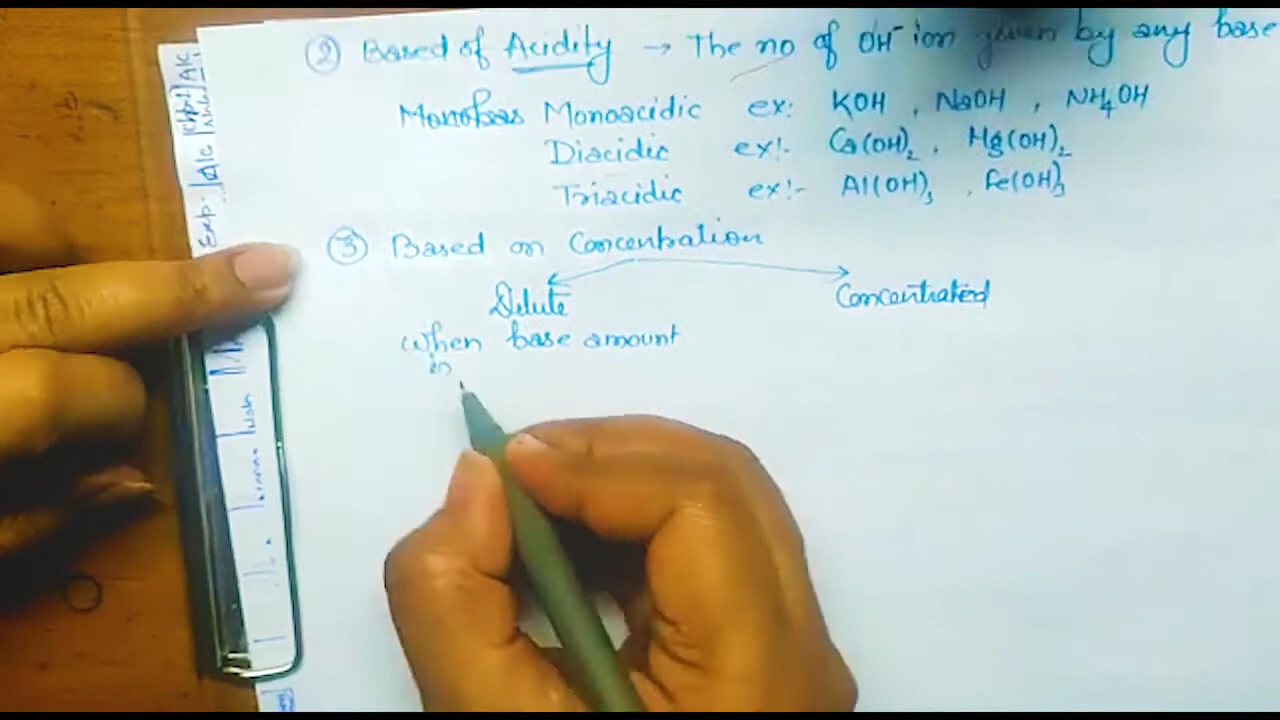 ② Based of Acidity → The no of OH⁻ ion given by any base
Monobas Monoacidic ex: KOH, NaOH, NH₄OH
Diacidic ex:- Ca(OH)₂, Mg(OH)₂
Triacidic ex:- Al(OH)₃, Fe(OH)₃
③ Based on Concentration
Dilute Concentrated
When base amount
in
Exp.